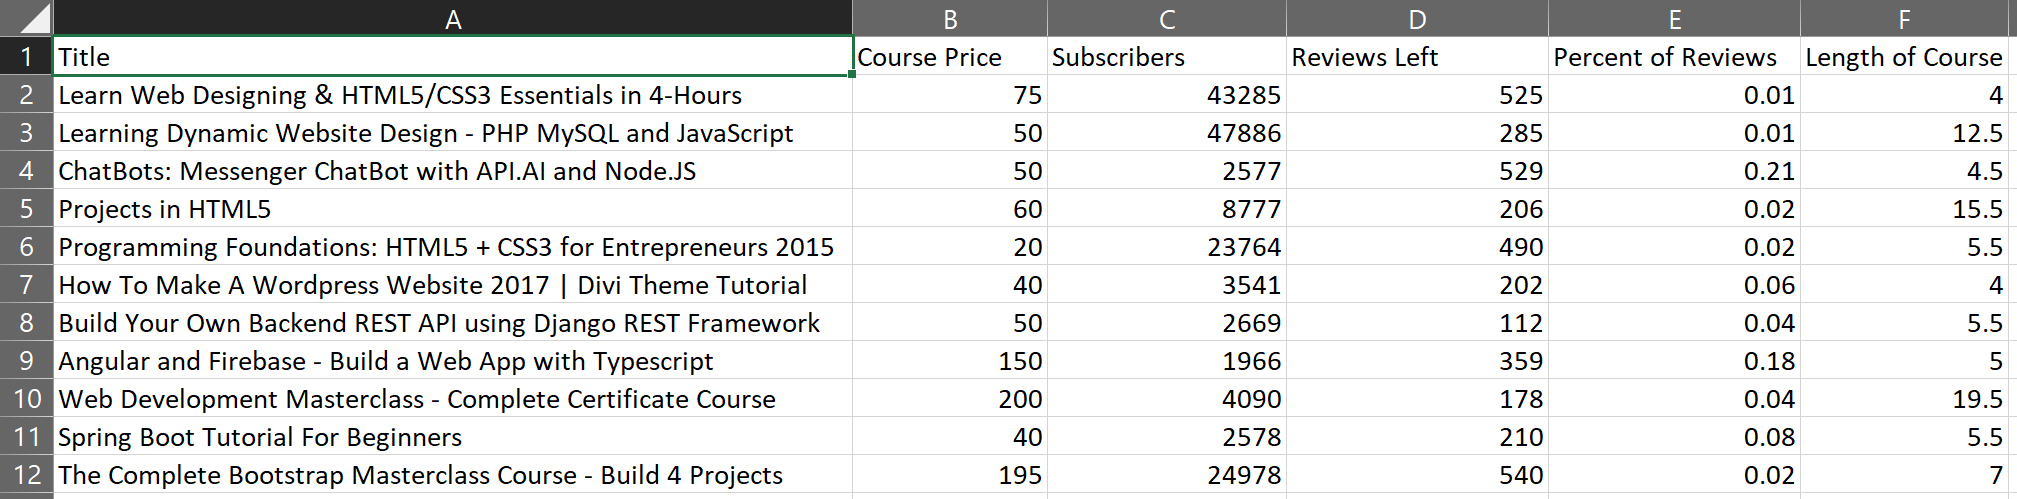 A B C D E F
1 Title Course Price Subscribers Reviews Left Percent of Reviews Length of Course
2 Learn Web Designing & HTML5/CSS3 Essentials in 4-Hours 75 43285 525 0.01 4
3 Learning Dynamic Website Design - PHP MySQL and JavaScript 50 47886 285 0.01 12.5
4 ChatBots: Messenger ChatBot with API.AI and Node.JS 50 2577 529 0.21 4.5
5 Projects in HTML5 60 8777 206 0.02 15.5
6 Programming Foundations: HTML5 + CSS3 for Entrepreneurs 2015 20 23764 490 0.02 5.5
7 How To Make A Wordpress Website 2017 | Divi Theme Tutorial 40 3541 202 0.06 4
8 Build Your Own Backend REST API using Django REST Framework 50 2669 112 0.04 5.5
9 Angular and Firebase - Build a Web App with Typescript 150 1966 359 0.18 5
10 Web Development Masterclass - Complete Certificate Course 200 4090 178 0.04 19.5
11 Spring Boot Tutorial For Beginners 40 2578 210 0.08 5.5
12 The Complete Bootstrap Masterclass Course - Build 4 Projects 195 24978 540 0.02 7